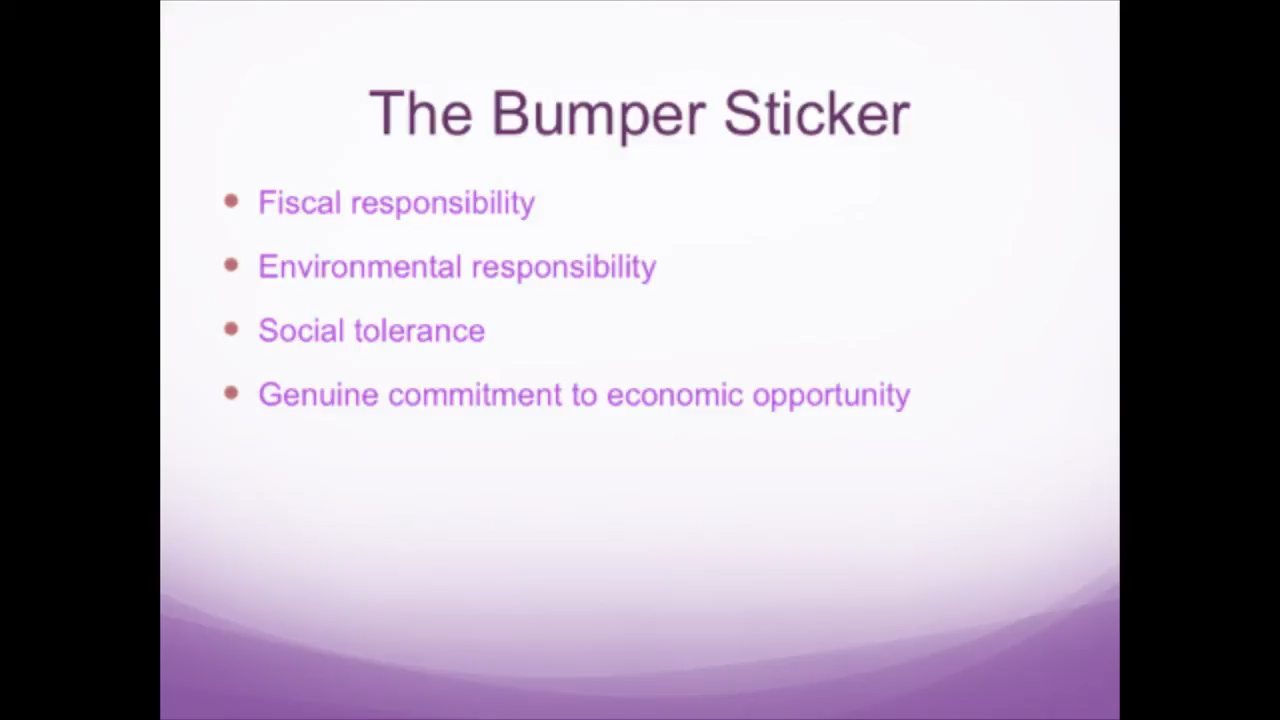 The Bumper Sticker
Fiscal responsibility
Environmental responsibility
Social tolerance
Genuine commitment to economic opportunity